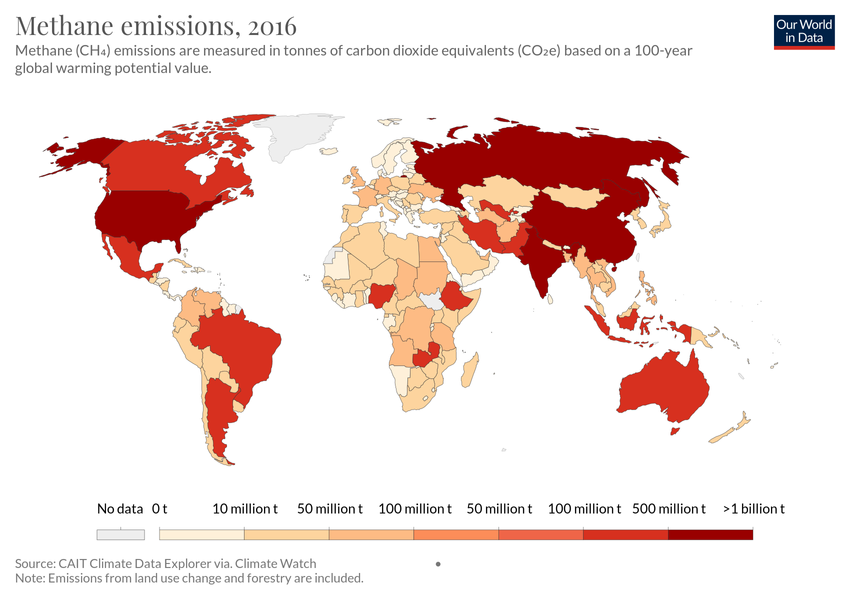 Methane emissions, 2016
Our World
in Data
Methane (CH₄) emissions are measured in tonnes of carbon dioxide equivalents (CO₂e) based on a 100-year
global warming potential value.
No data 0 t 10 million t 50 million t 100 million t 50 million t 100 million t 500 million t >1 billion t
Source: CAIT Climate Data Explorer via. Climate Watch
Note: Emissions from land use change and forestry are included.